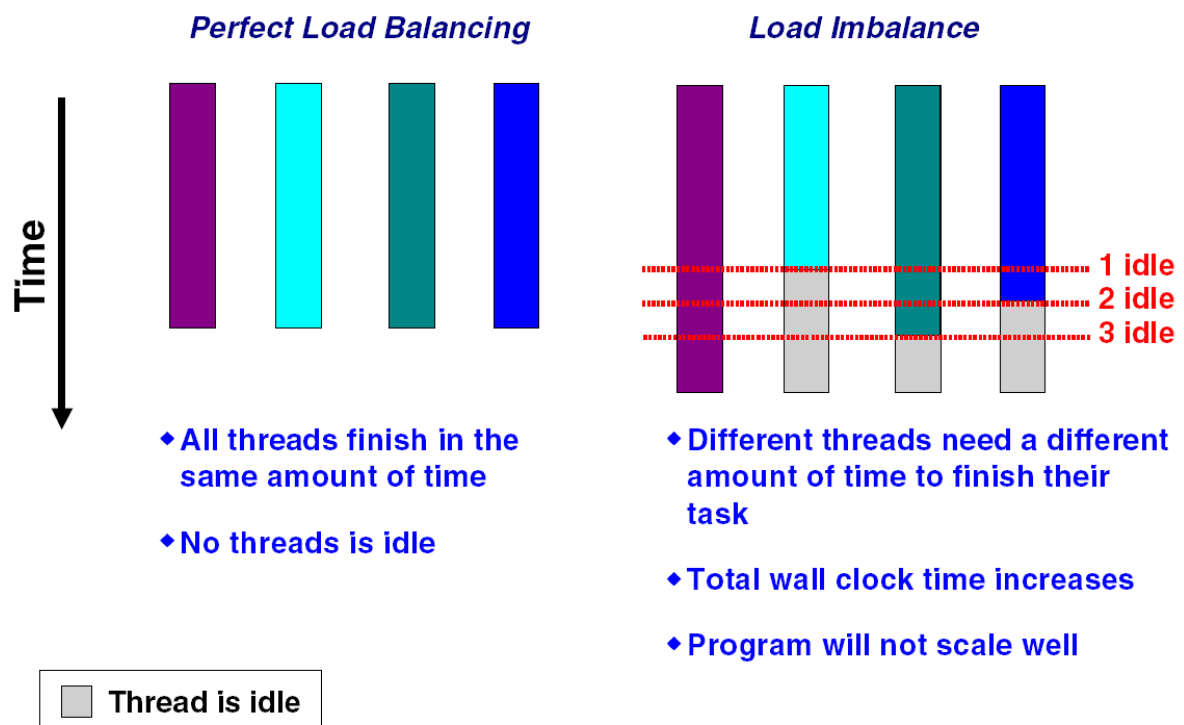 Perfect Load Balancing
Load Imbalance
Time
1 idle
2 idle
3 idle
◆ All threads finish in the
same amount of time
◆ No threads is idle
◆ Different threads need a different
amount of time to finish their
task
◆ Total wall clock time increases
◆ Program will not scale well
Thread is idle